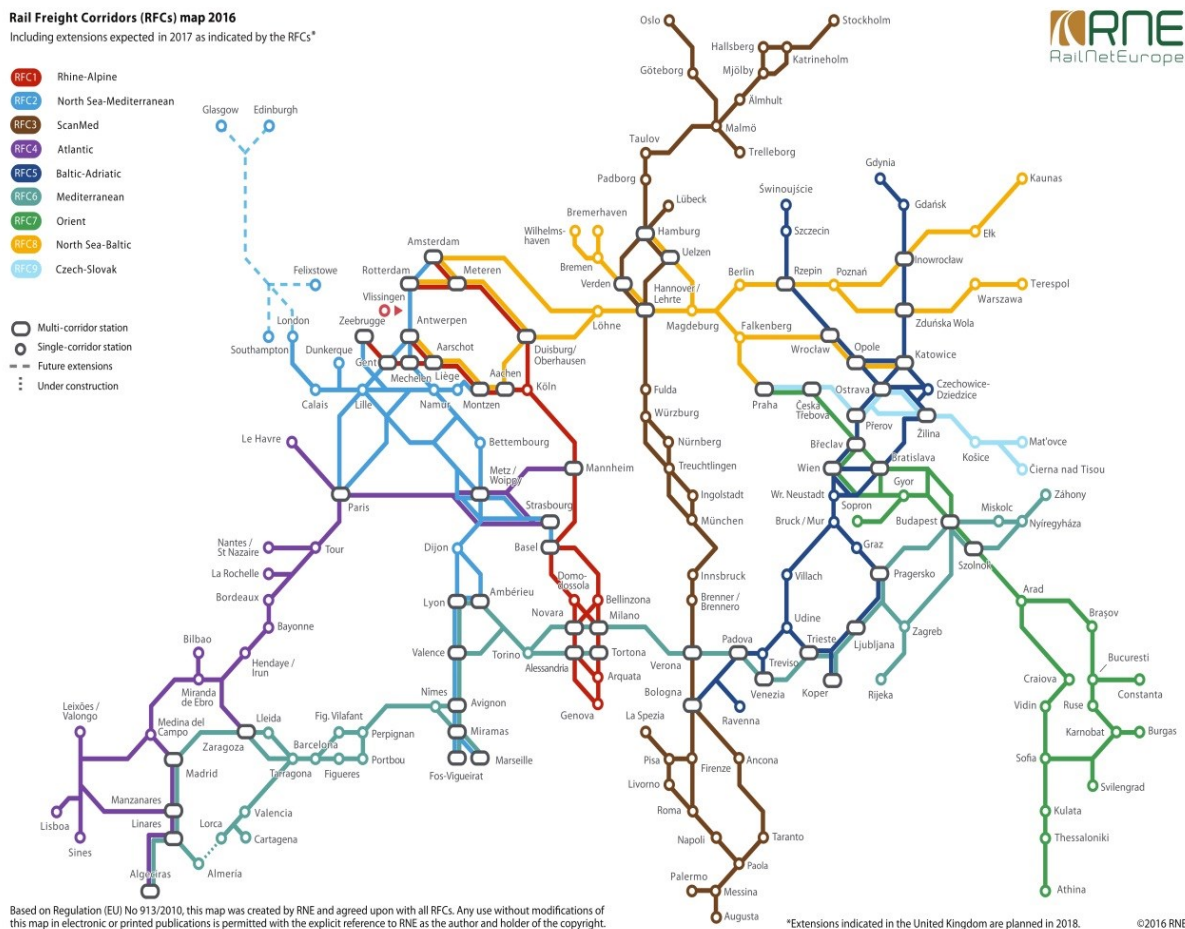 Rail Freight Corridors (RFCs) map 2016
Including extensions expected in 2017 as indicated by the RFCs*
RNE
RailNetEurope
RFC1 Rhine-Alpine
RFC2 North Sea-Mediterranean
RFC3 ScanMed
RFC4 Atlantic
RFC5 Baltic-Adriatic
RFC6 Mediterranean
RFC7 Orient
RFC8 North Sea-Baltic
RFC9 Czech-Slovak
Multi-corridor station
Single-corridor station
Future extensions
Under construction
Oslo
Stockholm
Hallsberg
Katrineholm
Göteborg
Mjölby
Älmhult
Malmö
Glasgow
Edinburgh
Taulov
Trelleborg
Padborg
Gdynia
Kaunas
Świnoujście
Lübeck
Gdańsk
Bremerhaven
Wilhelms-
haven
Hamburg
Szczecin
Ełk
Amsterdam
Uelzen
Bremen
Inowrocław
Felixstowe
Rotterdam
Meteren
Verden
Hannover /
Lehrte
Berlin
Rzepin
Poznań
Terespol
Warszawa
Vlissingen
London
Zeebrugge
Antwerpen
Löhne
Magdeburg
Zduńska Wola
Southampton
Dunkerque
Aarschot
Duisburg/
Oberhausen
Falkenberg
Wrocław
Opole
Katowice
Gent
Mechelen
Liège
Aachen
Calais
Lille
Namur
Montzen
Köln
Fulda
Praha
Česká
Třebova
Ostrava
Czechowice-
Dziedzice
Würzburg
Přerov
Žilina
Le Havre
Bettembourg
Nürnberg
Břeclav
Košice
Mat'ovce
Metz /
Woippy
Mannheim
Treuchtlingen
Wien
Bratislava
Čierna nad Tisou
Paris
Strasbourg
Ingolstadt
Wr. Neustadt
Gyor
Sopron
Záhony
München
Bruck / Mur
Budapest
Miskolc
Nyíregyháza
Nantes /
St Nazaire
Tour
Dijon
Basel
Graz
Szolnok
La Rochelle
Domo-
dossola
Innsbruck
Villach
Pragersko
Bordeaux
Lyon
Ambérieu
Bellinzona
Brenner /
Brennero
Arad
Novara
Milano
Brașov
Bayonne
Udine
Zagreb
Bilbao
Valence
Torino
Alessandria
Tortona
Verona
Padova
Trieste
Ljubljana
Hendaye /
Irun
Treviso
Bucuresti
Miranda
de Ebro
Arquata
Venezia
Koper
Rijeka
Craiova
Constanta
Nîmes
Avignon
Genova
Bologna
Ravenna
Vidin
Ruse
Leixões /
Valongo
Medina del
Campo
Lleida
Fig. Vilafant
Perpignan
La Spezia
Karnobat
Burgas
Zaragoza
Miramas
Barcelona
Madrid
Tarragona
Figueres
Portbou
Fos-Vigueirat
Marseille
Pisa
Firenze
Ancona
Sofia
Livorno
Svilengrad
Manzanares
Lisboa
Valencia
Roma
Kulata
Linares
Lorca
Cartagena
Sines
Napoli
Taranto
Thessaloniki
Algeciras
Almeria
Paola
Palermo
Messina
Athina
Augusta
Based on Regulation (EU) No 913/2010, this map was created by RNE and agreed upon with all RFCs. Any use without modifications of
this map in electronic or printed publications is permitted with the explicit reference to RNE as the author and holder of the copyright.
*Extensions indicated in the United Kingdom are planned in 2018.
©2016 RNE